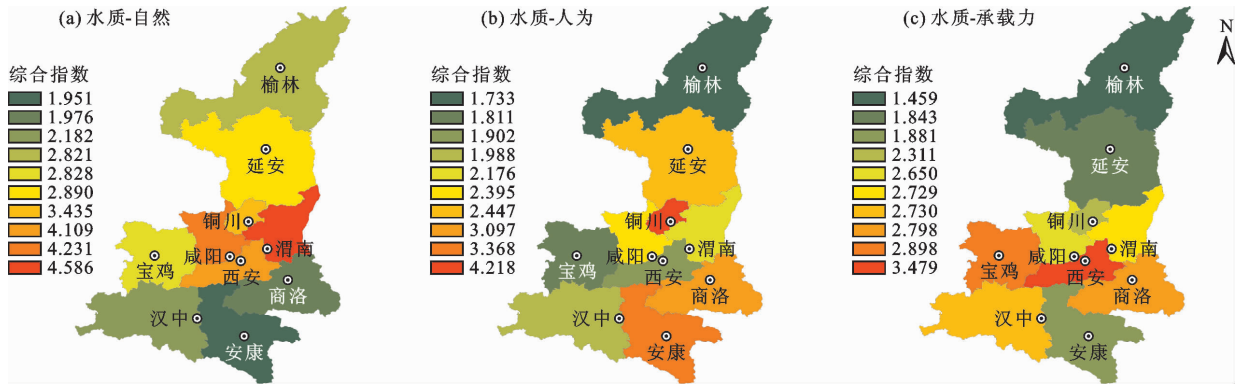 (a) 水质-自然
综合指数
1.951
1.976
2.182
2.821
2.828
2.890
3.435
4.109
4.231
4.586
榆林
延安
铜川
渭南
咸阳
西安
宝鸡
商洛
汉中
安康
(b) 水质-人为
综合指数
1.733
1.811
1.902
1.988
2.176
2.395
2.447
3.097
3.368
4.218
榆林
延安
铜川
渭南
咸阳
西安
宝鸡
商洛
汉中
安康
(c) 水质-承载力
N
综合指数
1.459
1.843
1.881
2.311
2.650
2.729
2.730
2.798
2.898
3.479
榆林
延安
铜川
渭南
咸阳
西安
宝鸡
商洛
汉中
安康